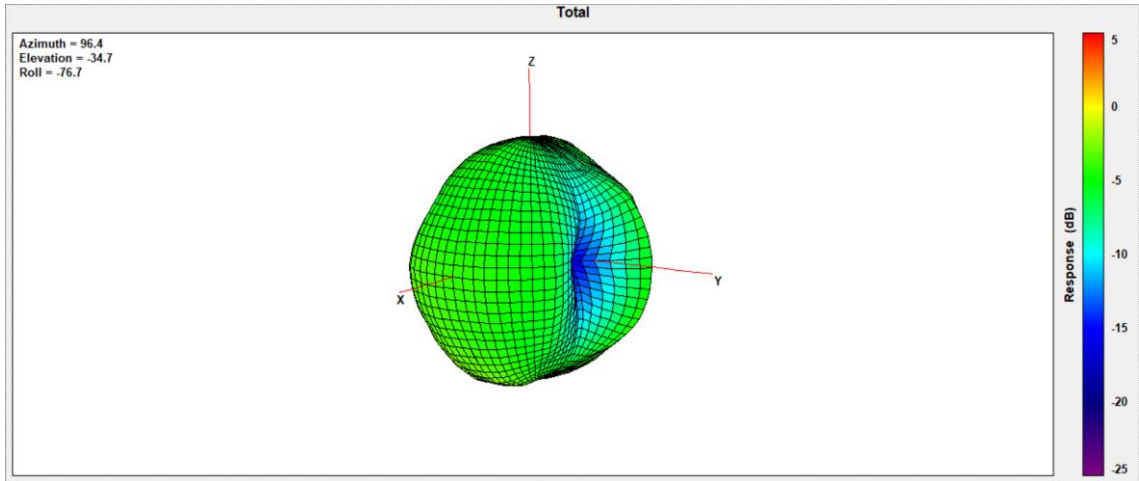 Total
Azimuth = 96.4
Elevation = -34.7
Roll = -76.7
Z
Y
X
5
0
-5
-10
-15
-20
-25
Response (dB)